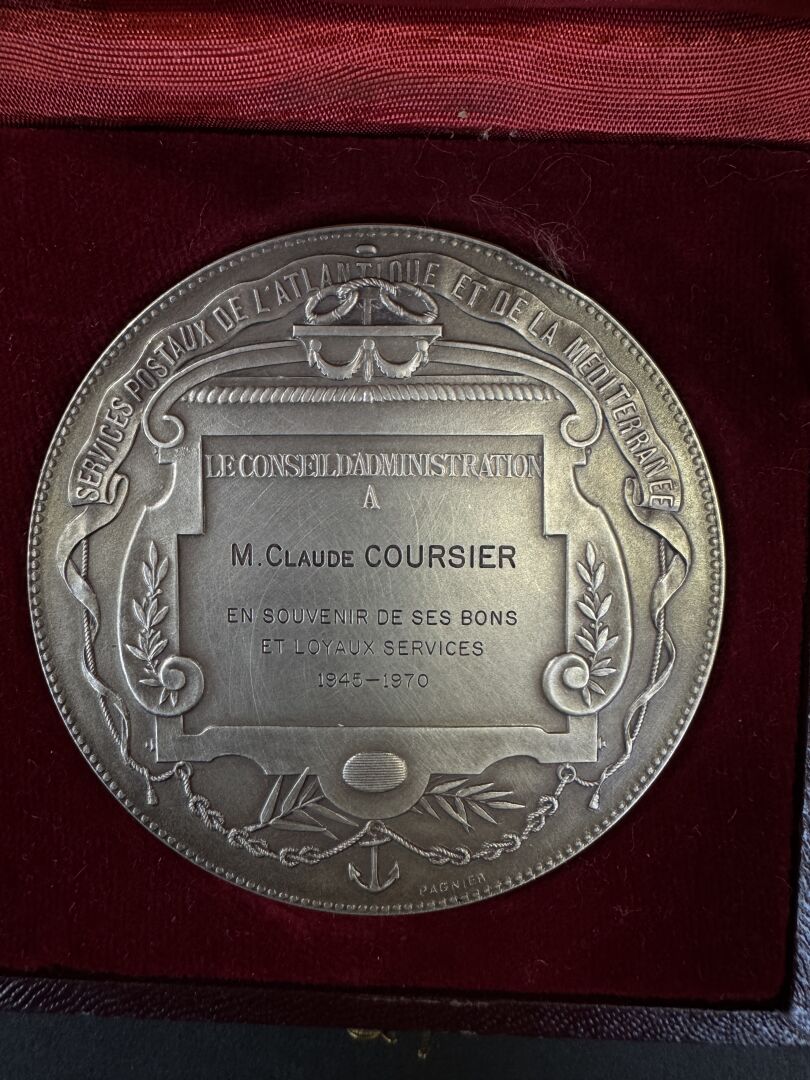 SERVICES POSTAUX DE L'ATLANTIQUE ET DE LA MÉDITERRANÉE
LE CONSEIL D'ADMINISTRATION
A
M. CLAUDE COURSIER
EN SOUVENIR DE SES BONS
ET LOYAUX SERVICES
1945-1970
PAGNIER